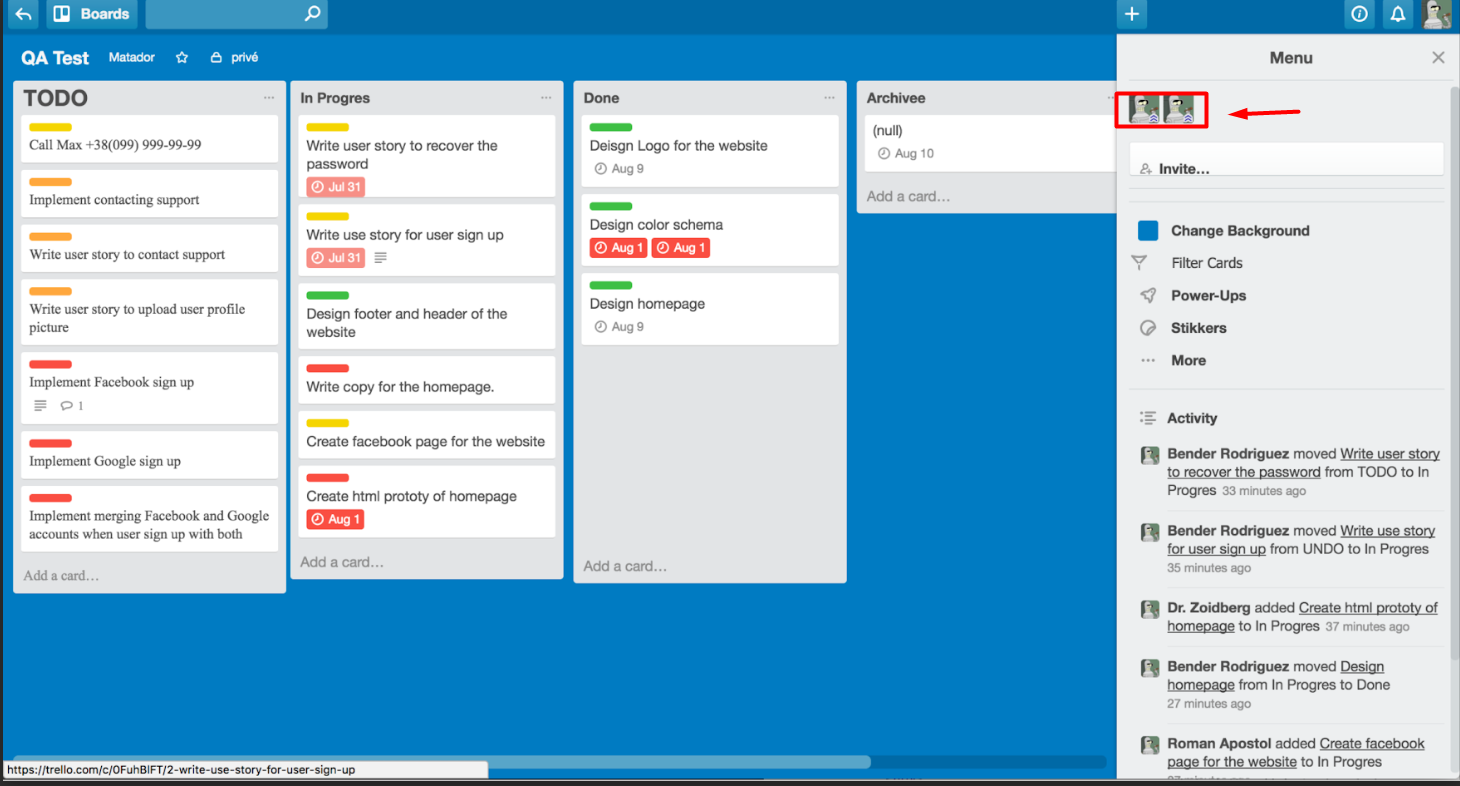 Boards
QA Test Matador privé
TODO
Call Max +38(099) 999-99-99
Implement contacting support
Write user story to contact support
Write user story to upload user profile
picture
Implement Facebook sign up
1
Implement Google sign up
Implement merging Facebook and Google
accounts when user sign up with both
Add a card…
In Progres
Write user story to recover the
password
Jul 31
Write use story for user sign up
Jul 31
Design footer and header of the
website
Write copy for the homepage.
Create facebook page for the website
Create html prototy of homepage
Aug 1
Add a card…
Done
Deisgn Logo for the website
Aug 9
Design color schema
Aug 1 Aug 1
Design homepage
Aug 9
Add a card…
Archivee
(null)
Aug 10
Add a card…
Menu
Invite…
Change Background
Filter Cards
Power-Ups
Stikkers
More
Activity
Bender Rodriguez moved Write user story
to recover the password from TODO to In
Progres 33 minutes ago
Bender Rodriguez moved Write use story
for user sign up from UNDO to In Progres
35 minutes ago
Dr. Zoidberg added Create html prototy of
homepage to In Progres 37 minutes ago
Bender Rodriguez moved Design
homepage from In Progres to Done
27 minutes ago
Roman Apostol added Create facebook
page for the website to In Progres
https://trello.com/c/0FuhBIFT/2-write-use-story-for-user-sign-up